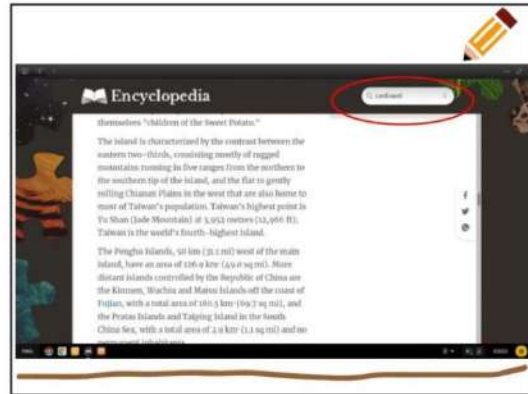 Encyclopedia
themselves "children of the Sweet Potato."
The island is characterized by the contrast between the
eastern two-thirds, consisting mostly of rugged
mountains running in five ranges from the northern to
the southern tip of the island, and the flat to gently
rolling Chianan Plains in the west that are also home to
most of Taiwan's population. Taiwan's highest point is
Yu Shan (Jade Mountain) at 3,952 metres (12,966 ft);
Taiwan is the world's fourth-highest island.
The Penghu Islands, 50 km (31.1 mi) west of the main
island, have an area of 126.9 km² (49.0 sq mi). More
distant islands controlled by the Republic of China are
the Kinmen, Wuchiu and Matsu Islands off the coast of
Fujian, with a total area of 180.5 km² (69.7 sq mi), and
the Pratas Islands and Taiping Island in the South
China Sea, with a total area of 2.9 km² (1.1 sq mi) and no
permanent inhabitants.